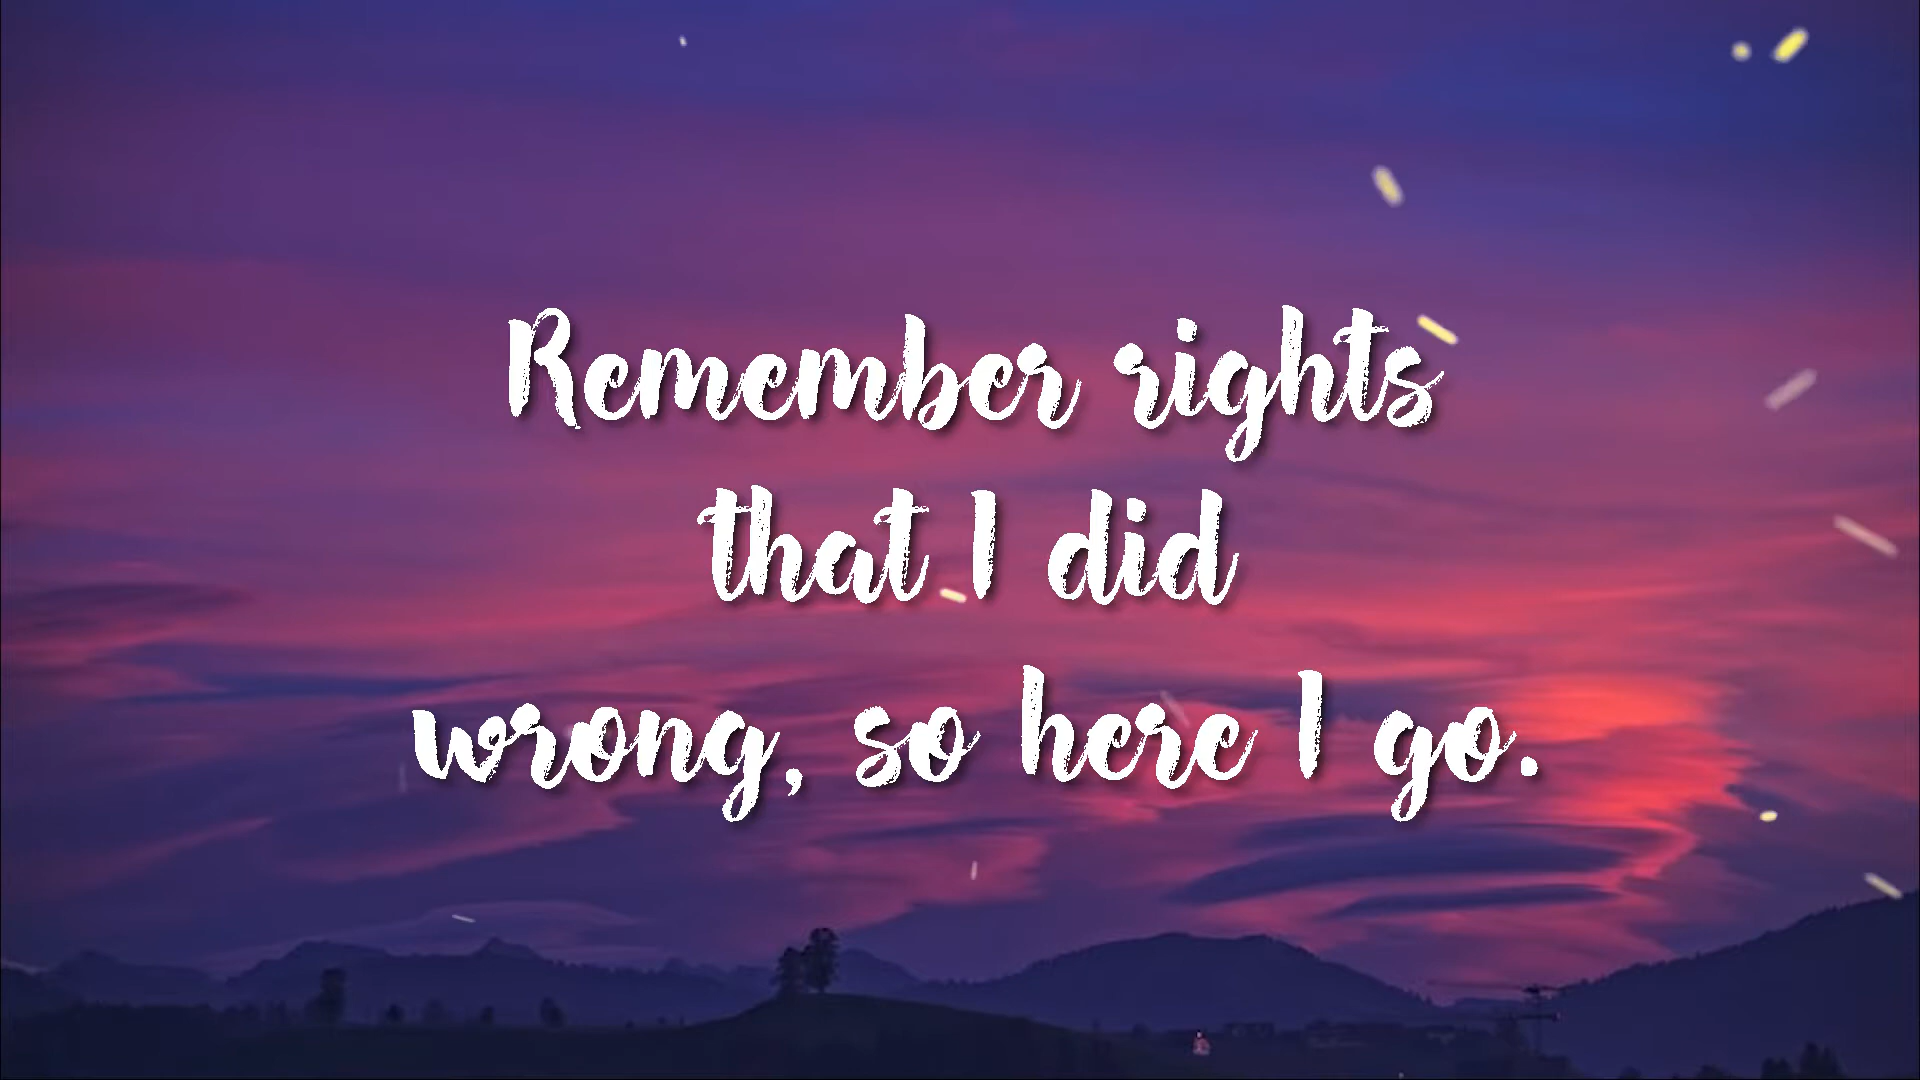 Remember rights
that I did
wrong, so here I go.